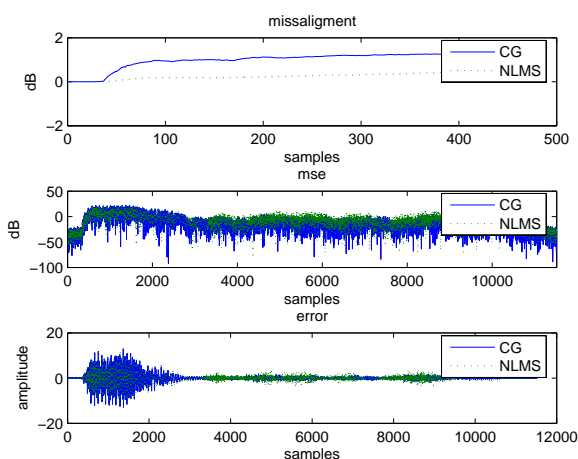 missaligment
2
0
−2
dB
CG
NLMS
0 100 200 300 400 500
samples
mse
50
0
−50
−100
dB
CG
NLMS
0 2000 4000 6000 8000 10000
samples
error
20
0
−20
amplitude
CG
NLMS
0 2000 4000 6000 8000 10000 12000
samples